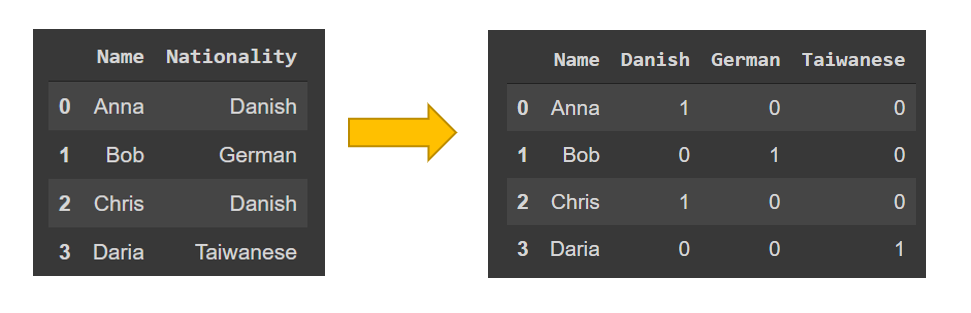 Name Nationality
0 Anna Danish
1 Bob German
2 Chris Danish
3 Daria Taiwanese
Name Danish German Taiwanese
0 Anna 1 0 0
1 Bob 0 1 0
2 Chris 1 0 0
3 Daria 0 0 1